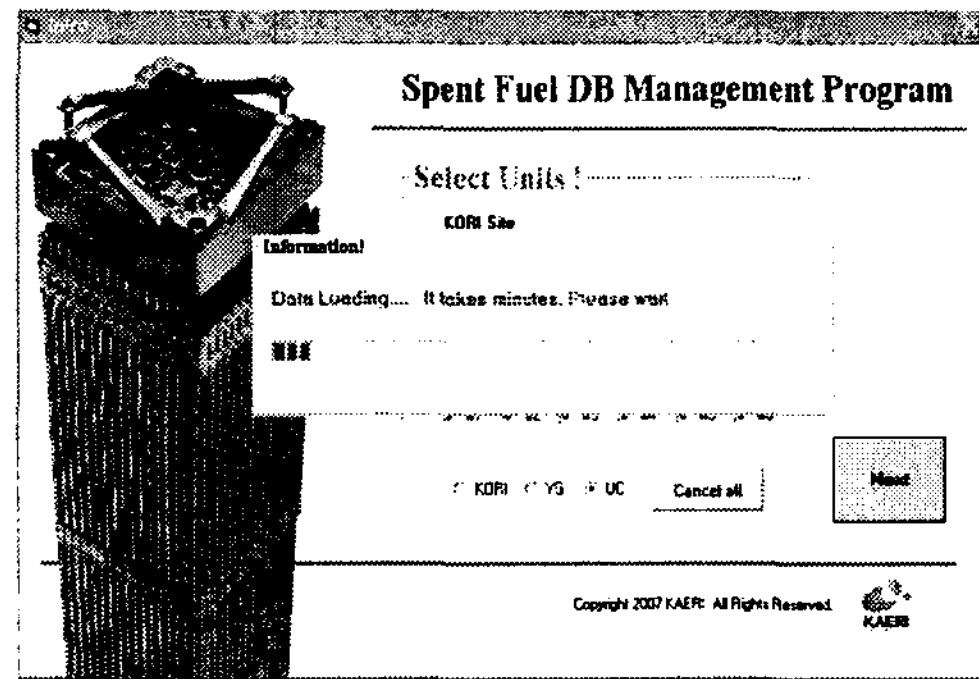 Intro
Spent Fuel DB Management Program
Select Units !
KORI Site
Information!
Data Loading.... It takes minutes. Please wait
KORI YG UC Cancel all
Next
Copyright 2007 KAERI All Rights Reserved.
KAERI